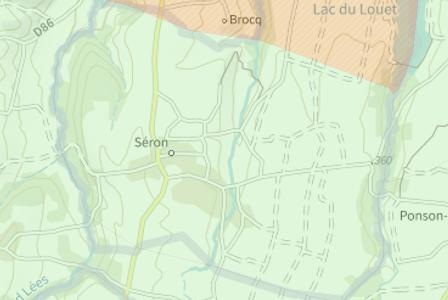 Lac du Louet
Brocq
D86
Séron
360
Ponson-
d Lées